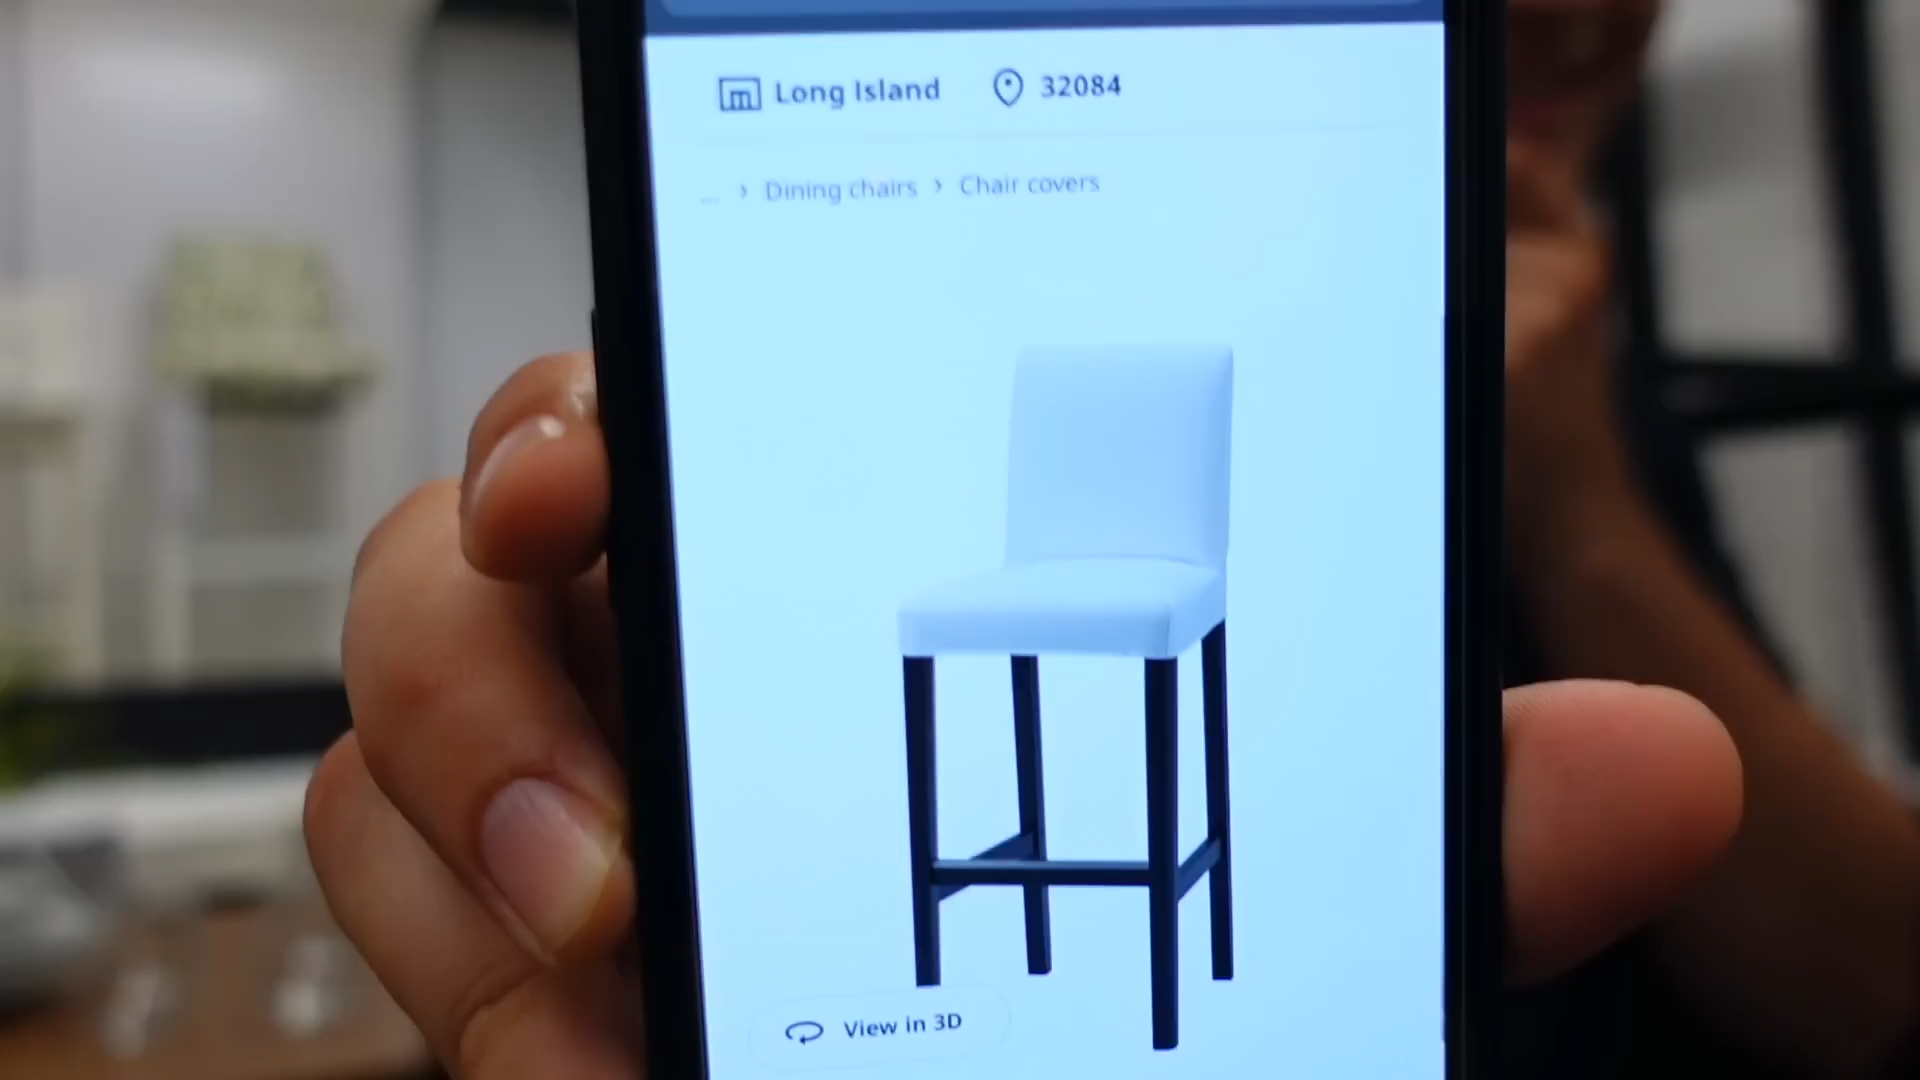 Long Island 32084
... › Dining chairs › Chair covers
View in 3D